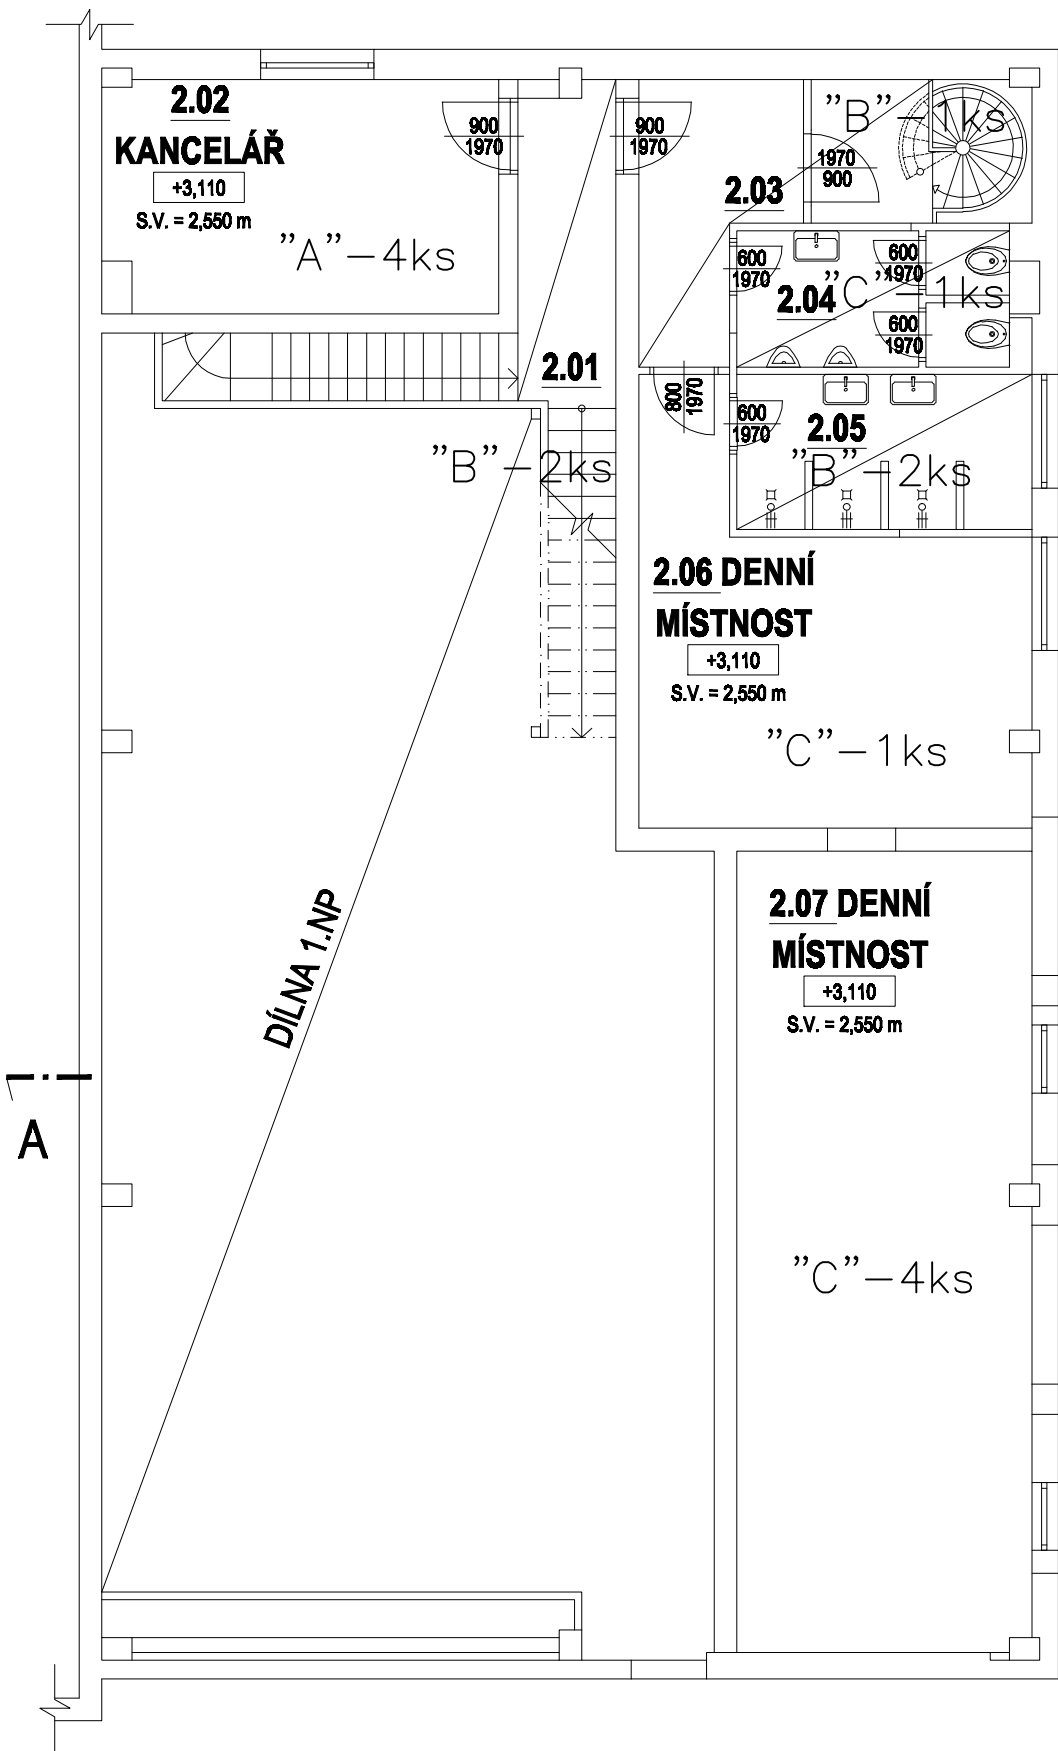 2.02
KANCELÁŘ
+3,110
S.V. = 2,550 m
"A"-4ks
900
1970
900
1970
"B"-1ks
1970
900
2.03
600
1970
600
1970
2.04
"C"-1ks
600
1970
2.01
800
1970
600
1970
2.05
"B"-2ks
"B"-2ks
2.06 DENNÍ
MÍSTNOST
+3,110
S.V. = 2,550 m
"C"-1ks
2.07 DENNÍ
MÍSTNOST
+3,110
S.V. = 2,550 m
DÍLNA 1.NP
A
"C"-4ks